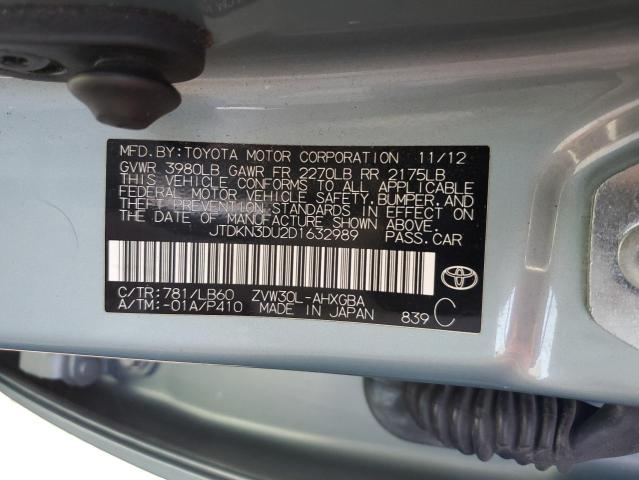 MFD.BY:TOYOTA MOTOR CORPORATION 11/12
GVWR 3980LB GAWR FR 2270LB RR 2175LB
THIS VEHICLE CONFORMS TO ALL APPLICABLE
FEDERAL MOTOR VEHICLE SAFETY,BUMPER, AND
THEFT PREVENTION STANDARDS IN EFFECT ON
THE DATE OF MANUFACTURE SHOWN ABOVE.
JTDKN3DU2D1632989 PASS.CAR
C/TR:781/LB60 ZVW30L-AHXGBA
A/TM:-01A/P410 MADE IN JAPAN 839 C